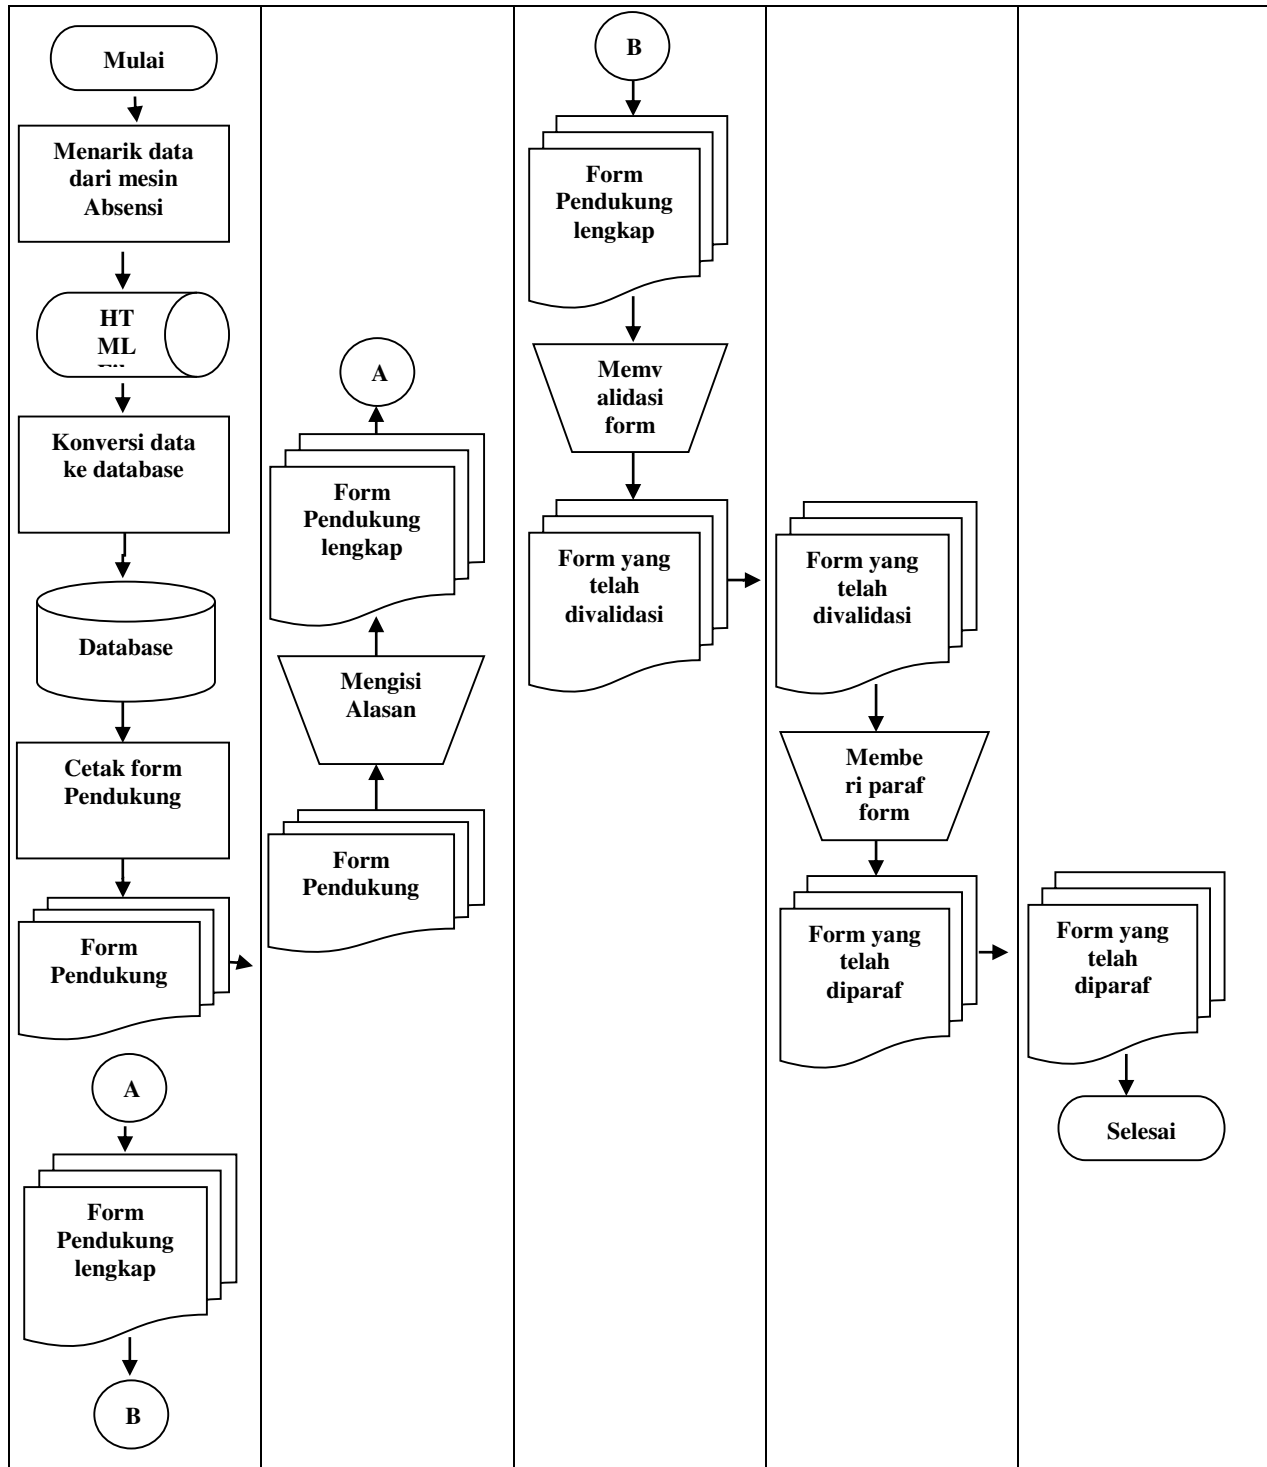 Mulai
Menarik data
dari mesin
Absensi
HT
ML
Konversi data
ke database
Database
Cetak form
Pendukung
Form
Pendukung
A
Form
Pendukung
lengkap
B
A
Form
Pendukung
lengkap
Mengisi
Alasan
Form
Pendukung
B
Form
Pendukung
lengkap
Memv
alidasi
form
Form yang
telah
divalidasi
Form yang
telah
divalidasi
Membe
ri paraf
form
Form yang
telah
diparaf
Form yang
telah
diparaf
Selesai